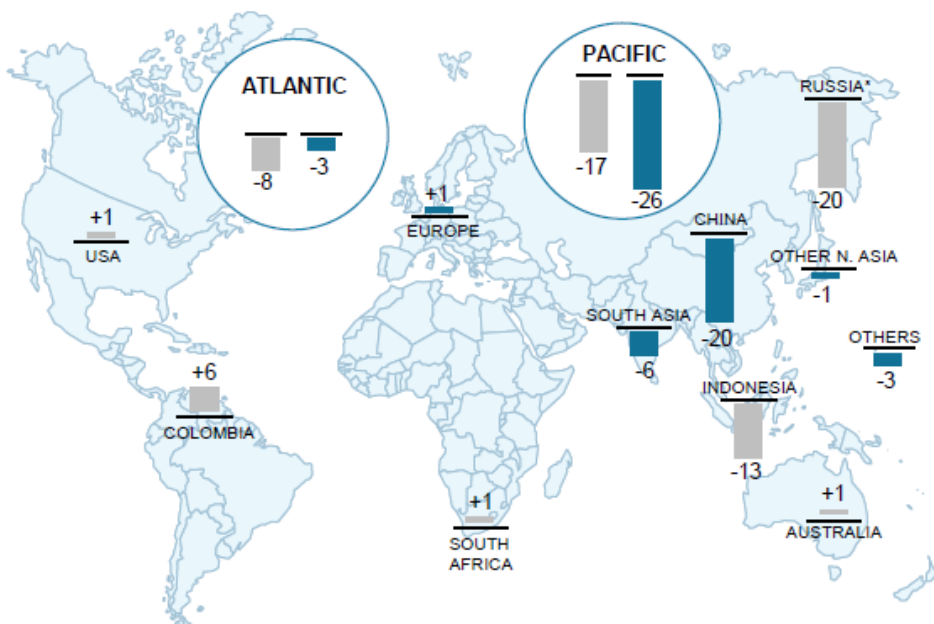 ATLANTIC
-8
-3
PACIFIC
-17
-26
RUSSIA*
-20
+1
USA
+1
EUROPE
CHINA
-20
OTHER N. ASIA
-1
SOUTH ASIA
-6
OTHERS
-3
+6
COLOMBIA
INDONESIA
-13
+1
SOUTH
AFRICA
+1
AUSTRALIA